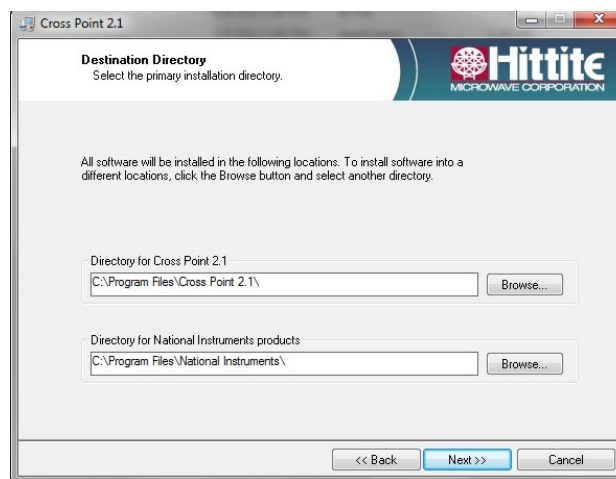 Cross Point 2.1
Destination Directory
Select the primary installation directory.
Hittite
MICROWAVE CORPORATION
All software will be installed in the following locations. To install software into a
different locations, click the Browse button and select another directory.
Directory for Cross Point 2.1
C:\Program Files\Cross Point 2.1\
Browse...
Directory for National Instruments products
C:\Program Files\National Instruments\
Browse...
<< Back
Next >>
Cancel